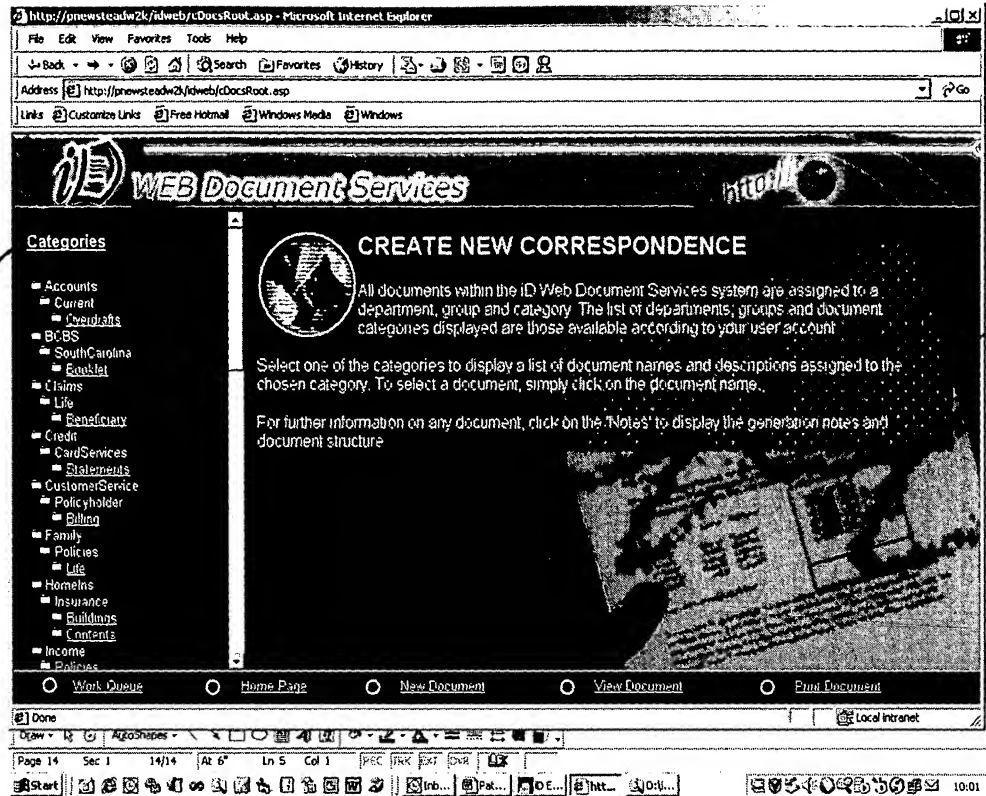 http://pnewsteadw2k/idweb/cDocsRoot.asp - Microsoft Internet Explorer
File Edit View Favorites Tools Help
Back Search Favorites History
Address http://pnewsteadw2k/idweb/cDocsRoot.asp Go
Links Customize Links Free Hotmail Windows Media Windows
iD WEB Document Services http://
Categories
Accounts
Current
Overdrafts
BCBS
SouthCarolina
Booklet
Claims
Life
Beneficiary
Credit
CardServices
Statements
CustomerService
Policyholder
Billing
Family
Policies
Life
HomeIns
Insurance
Buildings
Contents
Income
Policies
CREATE NEW CORRESPONDENCE
All documents within the iD Web Document Services system are assigned to a
department, group and category. The list of departments, groups and document
categories displayed are those available according to your user account
Select one of the categories to display a list of document names and descriptions assigned to the
chosen category. To select a document, simply click on the document name.
For further information on any document, click on the 'Notes' to display the generation notes and
document structure
Work Queue Home Page New Document View Document Print Document
Done Local intranet
Draw AutoShapes
Page 14 Sec 1 14/14 At 6" Ln 5 Col 1 REC TRK EXT OVR
Start Inb... Pat... iD E... htt... 10:01